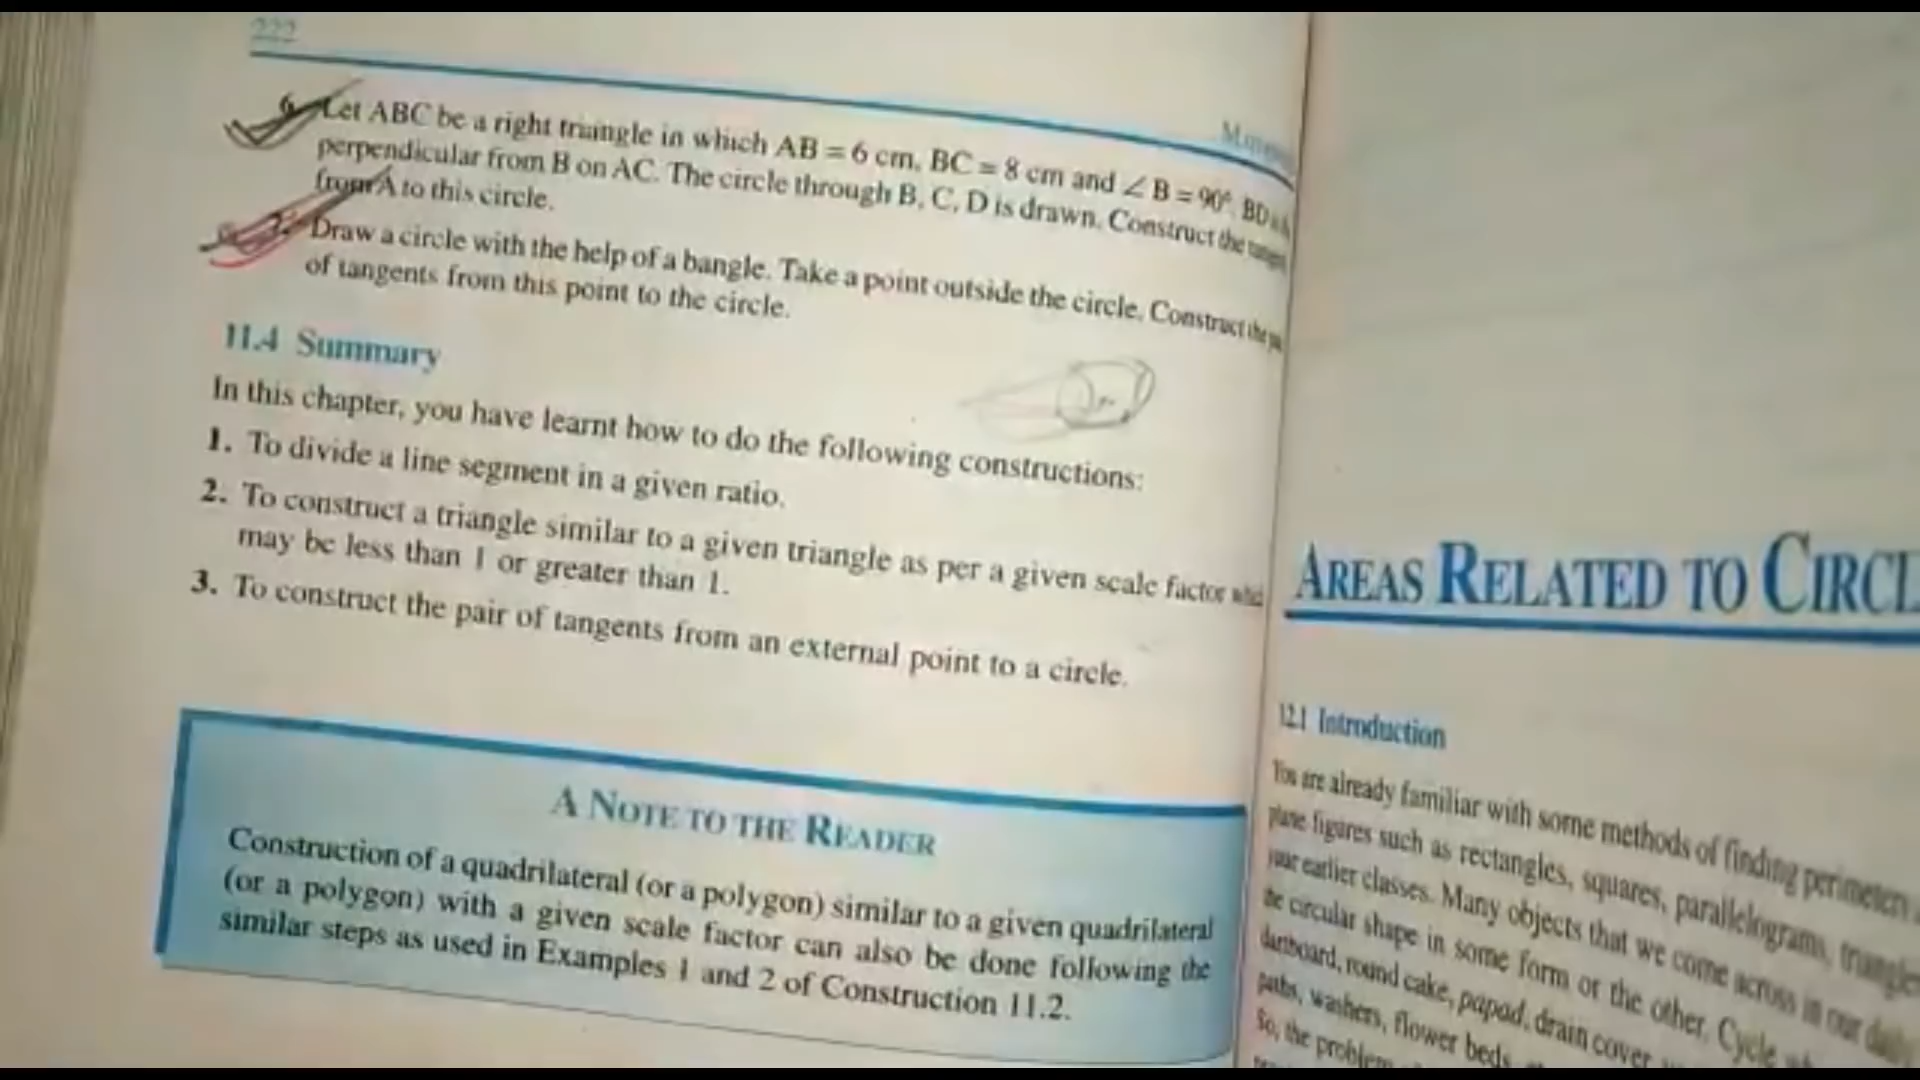 222
6. Let ABC be a right triangle in which AB = 6 cm, BC = 8 cm and ∠ B = 90°. BD
perpendicular from B on AC. The circle through B, C, D is drawn. Construct the
from A to this circle.
7. Draw a circle with the help of a bangle. Take a point outside the circle. Construct the
of tangents from this point to the circle.
11.4 Summary
In this chapter, you have learnt how to do the following constructions:
1. To divide a line segment in a given ratio.
2. To construct a triangle similar to a given triangle as per a given scale factor
may be less than 1 or greater than 1.
3. To construct the pair of tangents from an external point to a circle.
A NOTE TO THE READER
Construction of a quadrilateral (or a polygon) similar to a given quadrilateral
(or a polygon) with a given scale factor can also be done following the
similar steps as used in Examples 1 and 2 of Construction 11.2.
AREAS RELATED TO CIRCL
12.1 Introduction
You are already familiar with some methods of finding perimeters
plane figures such as rectangles, squares, parallelograms, triangles
your earlier classes. Many objects that we come across in our daily
the circular shape in some form or the other. Cycle
dartboard, round cake, papad, drain cover
paths, washers, flower beds
So, the problem